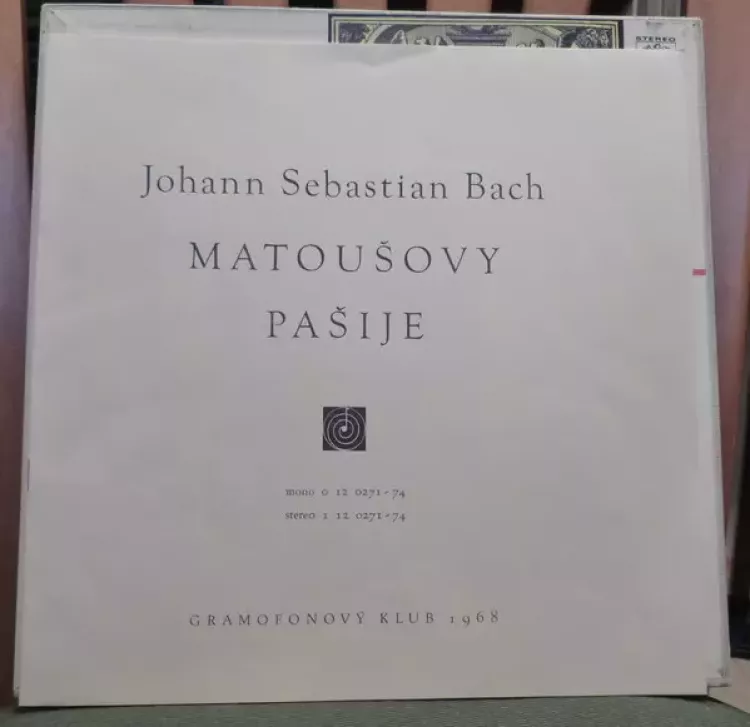 STEREO
Johann Sebastian Bach
MATOUŠOVY
PAŠIJE
mono 0 12 0271-74
stereo 1 12 0271-74
GRAMOFONOVÝ KLUB 1968